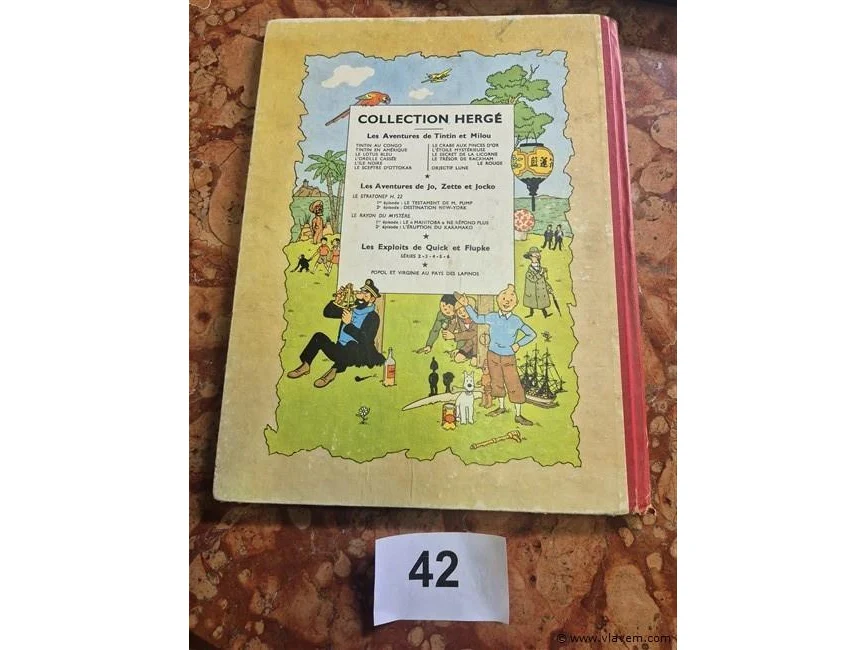 COLLECTION HERGÉ
Les Aventures de Tintin et Milou
TINTIN AU CONGO
TINTIN EN AMÉRIQUE
LE LOTUS BLEU
L'OREILLE CASSÉE
L'ILE NOIRE
LE SCEPTRE D'OTTOKAR
LE CRABE AUX PINCES D'OR
L'ÉTOILE MYSTÉRIEUSE
LE SECRET DE LA LICORNE
LE TRÉSOR DE RACKHAM
LE ROUGE
OBJECTIF LUNE
Les Aventures de Jo, Zette et Jocko
LE STRATONEF H. 22
1er épisode : LE TESTAMENT DE M. PUMP
2e épisode : DESTINATION NEW-YORK
LE RAYON DU MYSTÈRE
1er épisode : LE « MANITOBA » NE RÉPOND PLUS
2e épisode : L'ÉRUPTION DU KARAMAKO
Les Exploits de Quick et Flupke
SÉRIES 2 - 3 - 4 - 5 - 6
POPOL ET VIRGINIE AU PAYS DES LAPINOS
42
© www.vlavem.com